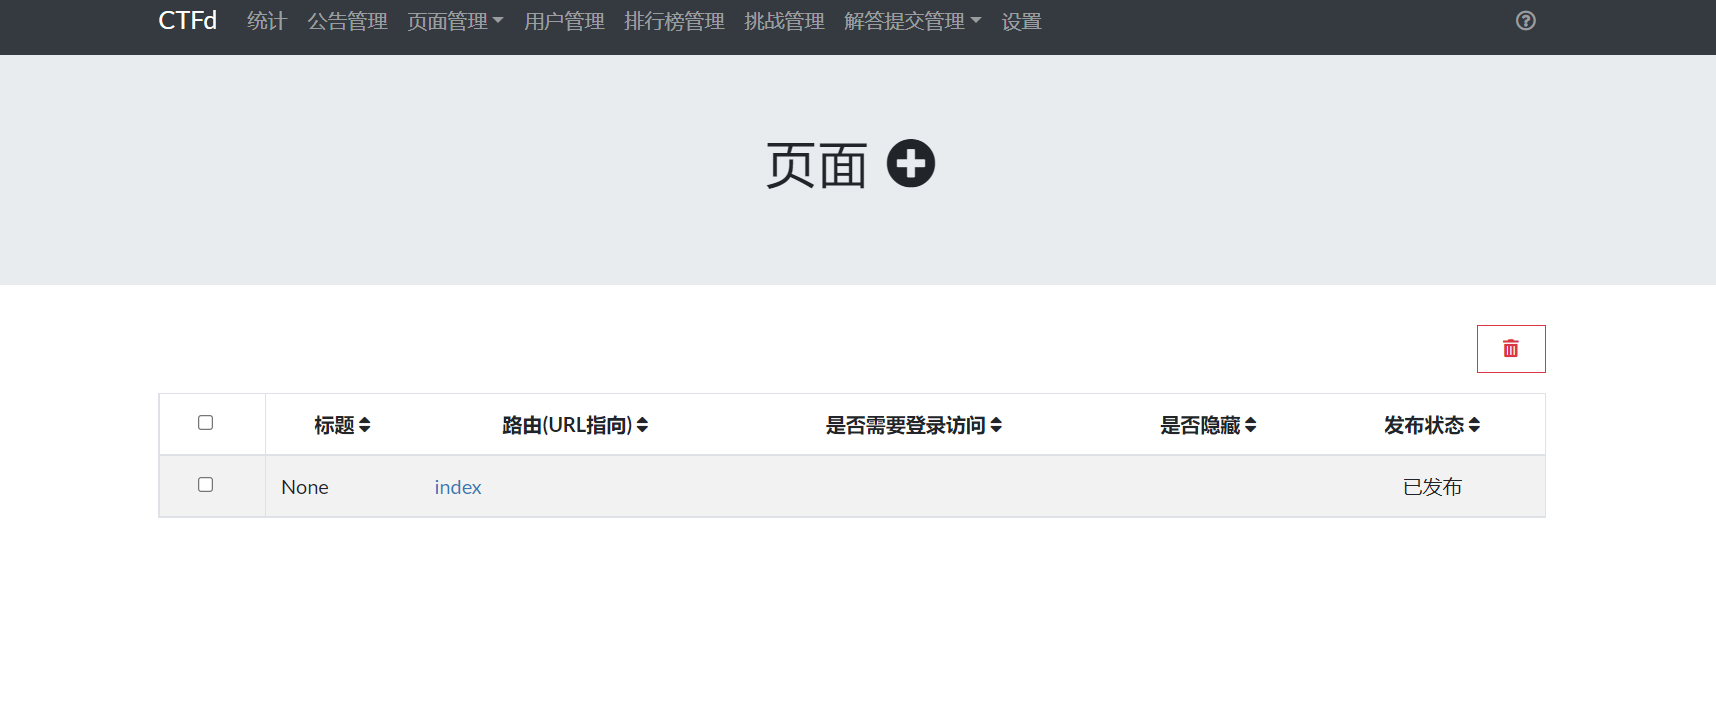 CTFd 统计 公告管理 页面管理 用户管理 排行榜管理 挑战管理 解答提交管理 设置
页面
标题 路由(URL指向) 是否需要登录访问 是否隐藏 发布状态
None index 已发布